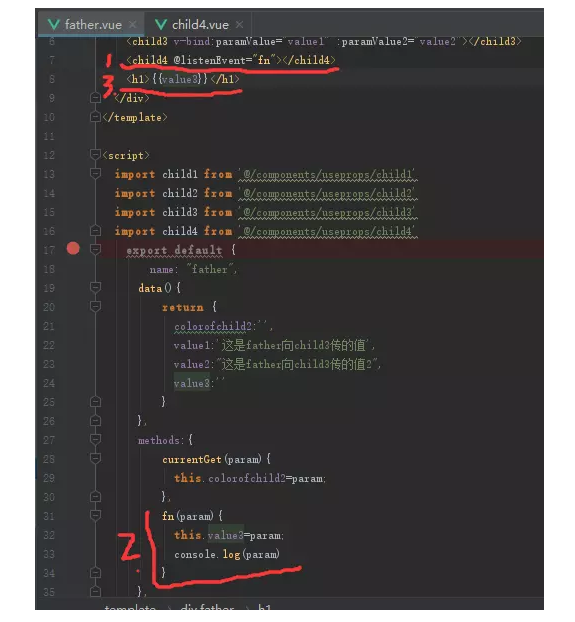 father.vue × child4.vue ×
6 <child3 v-bind:paramValue="value1" :paramValue2="value2"></child3>
1 7 <child4 @listenEvent="fn"></child4>
3. 8 <h1>{{value3}}</h1>
9 </div>
10 </template>
11
12 <script>
13 import child1 from '@/components/useprops/child1'
14 import child2 from '@/components/useprops/child2'
15 import child3 from '@/components/useprops/child3'
16 import child4 from '@/components/useprops/child4'
17 export default {
18 name: "father",
19 data(){
20 return {
21 colorofchild2:'',
22 value1:'这是father向child3传的值',
23 value2:"这是father向child3传的值2",
24 value3:''
25 }
26 },
27 methods:{
28 currentGet(param){
29 this.colorofchild2=param;
30 },
31 fn(param){
32 this.value3=param;
2. 33 console.log(param)
34 }
35 },
template › div.father › h1